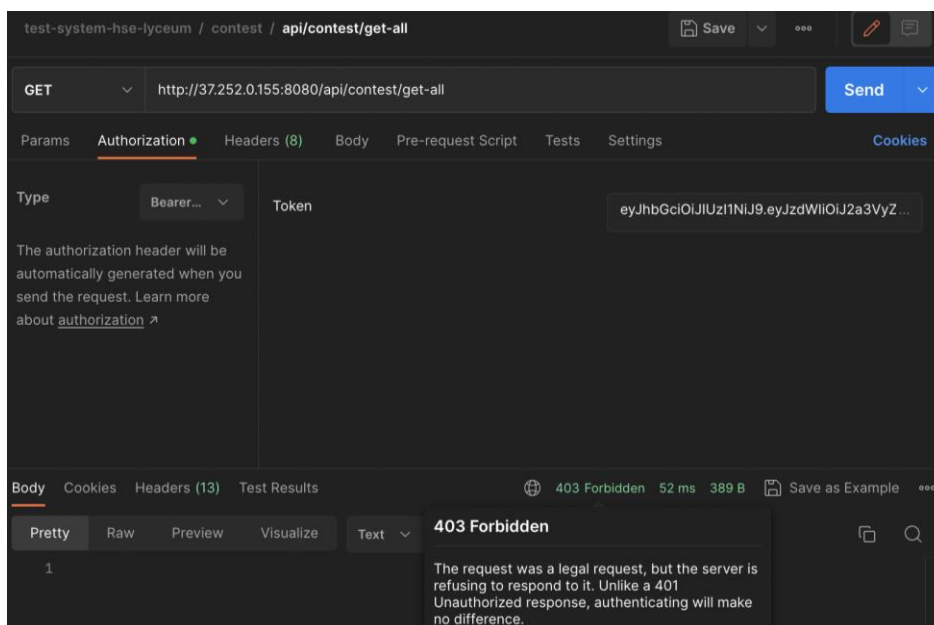 test-system-hse-lyceum / contest / api/contest/get-all
Save
GET
http://37.252.0.155:8080/api/contest/get-all
Send
Params Authorization Headers (8) Body Pre-request Script Tests Settings Cookies
Type
Bearer...
Token
eyJhbGciOiJIUzI1NiJ9.eyJzdWIiOiJ2a3VyZ...
The authorization header will be
automatically generated when you
send the request. Learn more
about authorization ↗
Body Cookies Headers (13) Test Results
403 Forbidden 52 ms 389 B Save as Example
Pretty Raw Preview Visualize Text
403 Forbidden
1
The request was a legal request, but the server is
refusing to respond to it. Unlike a 401
Unauthorized response, authenticating will make
no difference.